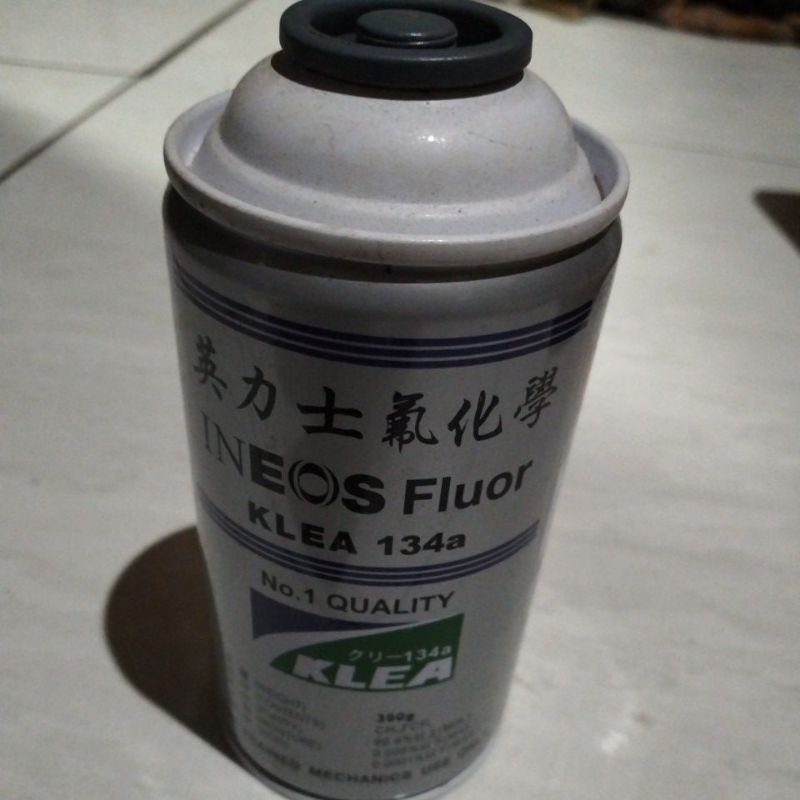 英力士氟化學
INEOS Fluor
KLEA 134a
No.1 QUALITY
クリー134a
KLEA
380g
MECHANICS USE